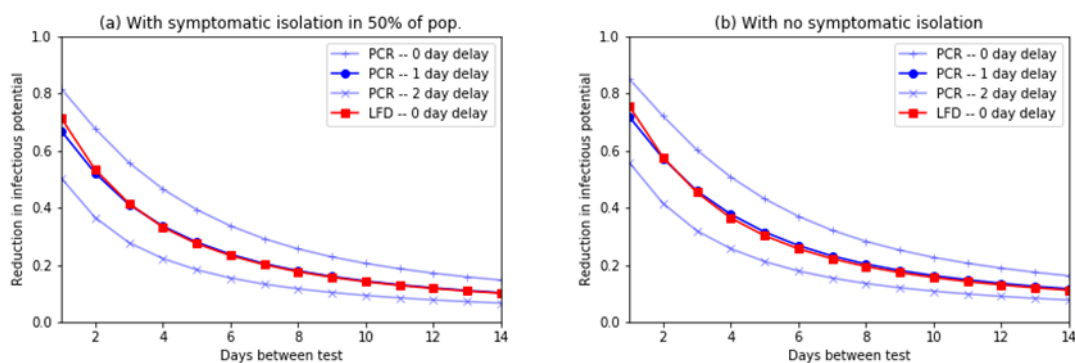 (a) With symptomatic isolation in 50% of pop.
Reduction in infectious potential
1.0
0.8
0.6
0.4
0.2
0.0
PCR -- 0 day delay
PCR -- 1 day delay
PCR -- 2 day delay
LFD -- 0 day delay
2 4 6 8 10 12 14
Days between test
(b) With no symptomatic isolation
Reduction in infectious potential
1.0
0.8
0.6
0.4
0.2
0.0
PCR -- 0 day delay
PCR -- 1 day delay
PCR -- 2 day delay
LFD -- 0 day delay
2 4 6 8 10 12 14
Days between test